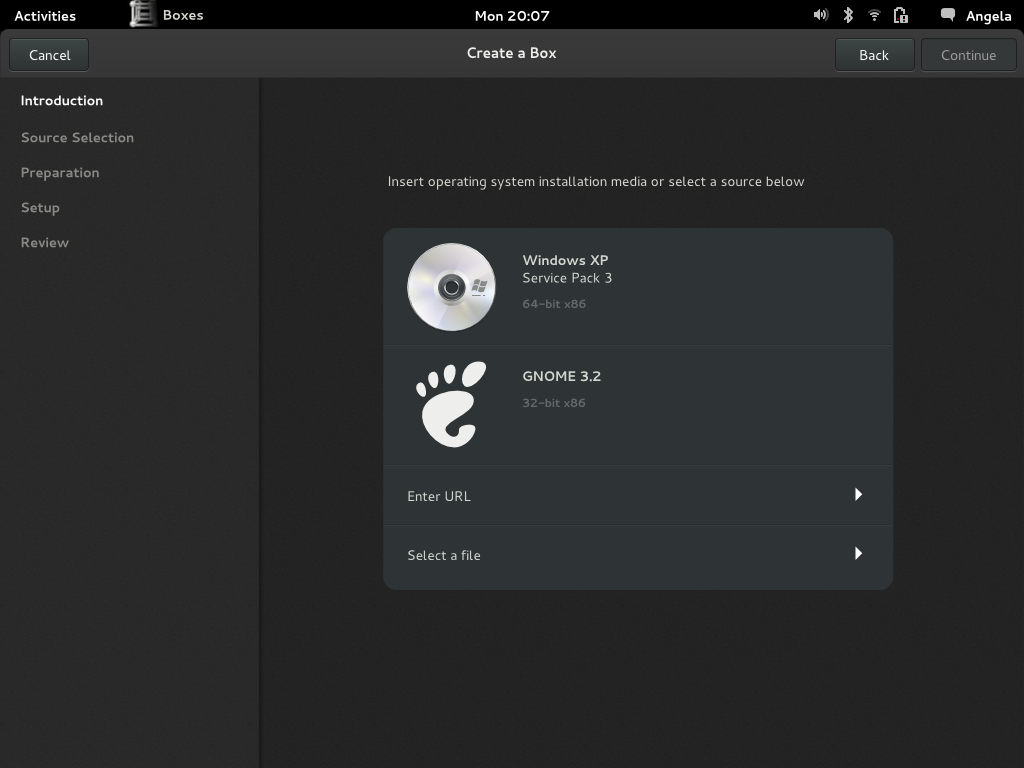 Activities
Boxes
Mon 20:07
Angela
Cancel
Create a Box
Back
Continue
Introduction
Source Selection
Preparation
Setup
Review
Insert operating system installation media or select a source below
Windows XP
Service Pack 3
64-bit x86
GNOME 3.2
32-bit x86
Enter URL
Select a file